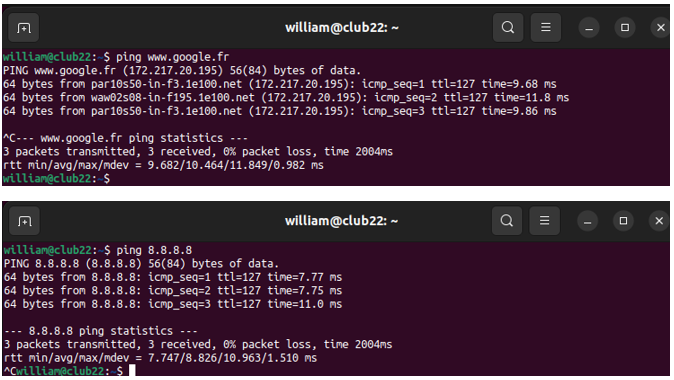 william@club22: ~
william@club22:~$ ping www.google.fr
PING www.google.fr (172.217.20.195) 56(84) bytes of data.
64 bytes from par10s50-in-f3.1e100.net (172.217.20.195): icmp_seq=1 ttl=127 time=9.68 ms
64 bytes from waw02s08-in-f195.1e100.net (172.217.20.195): icmp_seq=2 ttl=127 time=11.8 ms
64 bytes from par10s50-in-f3.1e100.net (172.217.20.195): icmp_seq=3 ttl=127 time=9.86 ms
^C--- www.google.fr ping statistics ---
3 packets transmitted, 3 received, 0% packet loss, time 2004ms
rtt min/avg/max/mdev = 9.682/10.464/11.849/0.982 ms
william@club22:~$
william@club22: ~
william@club22:~$ ping 8.8.8.8
PING 8.8.8.8 (8.8.8.8) 56(84) bytes of data.
64 bytes from 8.8.8.8: icmp_seq=1 ttl=127 time=7.77 ms
64 bytes from 8.8.8.8: icmp_seq=2 ttl=127 time=7.75 ms
64 bytes from 8.8.8.8: icmp_seq=3 ttl=127 time=11.0 ms
--- 8.8.8.8 ping statistics ---
3 packets transmitted, 3 received, 0% packet loss, time 2004ms
rtt min/avg/max/mdev = 7.747/8.826/10.963/1.510 ms
^Cwilliam@club22:~$